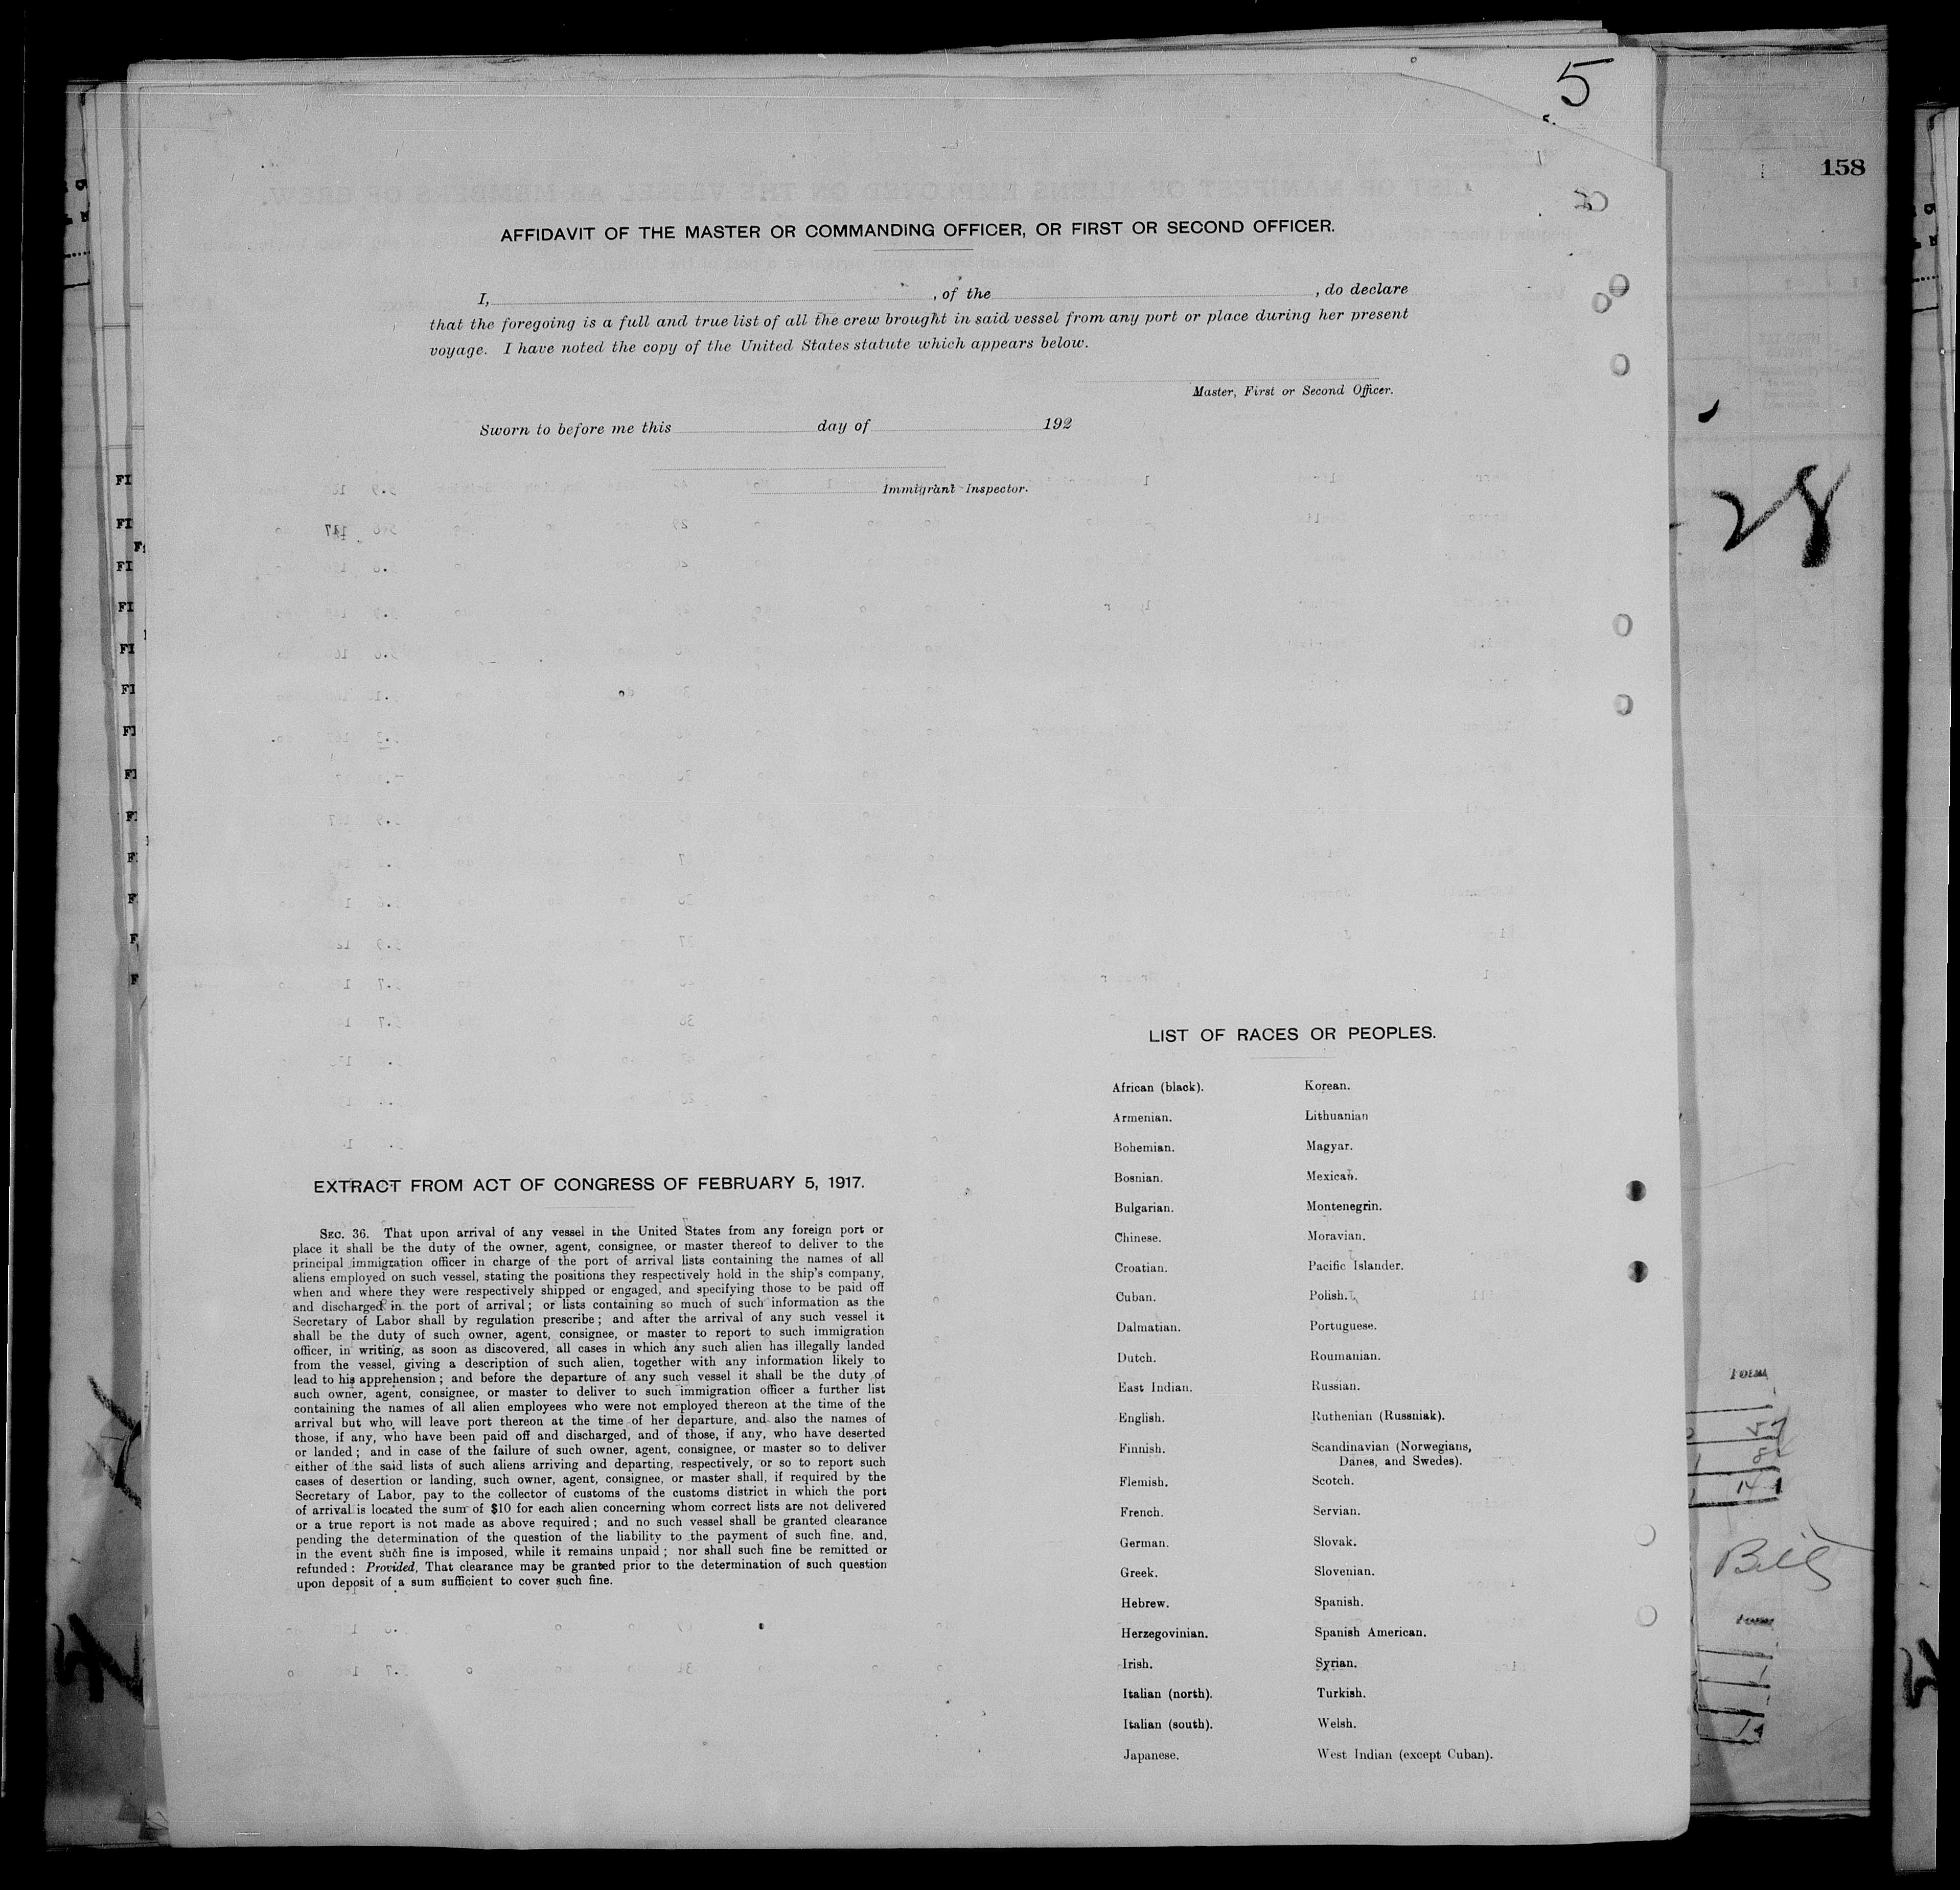 5
158
AFFIDAVIT OF THE MASTER OR COMMANDING OFFICER, OR FIRST OR SECOND OFFICER.
I, , of the , do declare
that the foregoing is a full and true list of all the crew brought in said vessel from any port or place during her present
voyage. I have noted the copy of the United States statute which appears below.
Master, First or Second Officer.
Sworn to before me this day of 192
Immigrant Inspector.
28
EXTRACT FROM ACT OF CONGRESS OF FEBRUARY 5, 1917.
SEC. 36. That upon arrival of any vessel in the United States from any foreign port or
place it shall be the duty of the owner, agent, consignee, or master thereof to deliver to the
principal immigration officer in charge of the port of arrival lists containing the names of all
aliens employed on such vessel, stating the positions they respectively hold in the ship's company,
when and where they were respectively shipped or engaged, and specifying those to be paid off
and discharged in the port of arrival; or lists containing so much of such information as the
Secretary of Labor shall by regulation prescribe; and after the arrival of any such vessel it
shall be the duty of such owner, agent, consignee, or master to report to such immigration
officer, in writing, as soon as discovered, all cases in which any such alien has illegally landed
from the vessel, giving a description of such alien, together with any information likely to
lead to his apprehension; and before the departure of any such vessel it shall be the duty of
such owner, agent, consignee, or master to deliver to such immigration officer a further list
containing the names of all alien employees who were not employed thereon at the time of the
arrival but who will leave port thereon at the time of her departure, and also the names of
those, if any, who have been paid off and discharged, and of those, if any, who have deserted
or landed; and in case of the failure of such owner, agent, consignee, or master so to deliver
either of the said lists of such aliens arriving and departing, respectively, or so to report such
cases of desertion or landing, such owner, agent, consignee, or master shall, if required by the
Secretary of Labor, pay to the collector of customs of the customs district in which the port
of arrival is located the sum of $10 for each alien concerning whom correct lists are not delivered
or a true report is not made as above required; and no such vessel shall be granted clearance
pending the determination of the question of the liability to the payment of such fine, and,
in the event such fine is imposed, while it remains unpaid; nor shall such fine be remitted or
refunded: Provided, That clearance may be granted prior to the determination of such question
upon deposit of a sum sufficient to cover such fine.
LIST OF RACES OR PEOPLES.
African (black). Korean.
Armenian. Lithuanian
Bohemian. Magyar.
Bosnian. Mexican.
Bulgarian. Montenegrin.
Chinese. Moravian.
Croatian. Pacific Islander.
Cuban. Polish.
Dalmatian. Portuguese.
Dutch. Roumanian.
East Indian. Russian.
English. Ruthenian (Russniak).
Finnish. Scandinavian (Norwegians,
Danes, and Swedes).
Flemish. Scotch.
French. Servian.
German. Slovak.
Greek. Slovenian.
Hebrew. Spanish.
Herzegovinian. Spanish American.
Irish. Syrian.
Italian (north). Turkish.
Italian (south). Welsh.
Japanese. West Indian (except Cuban).